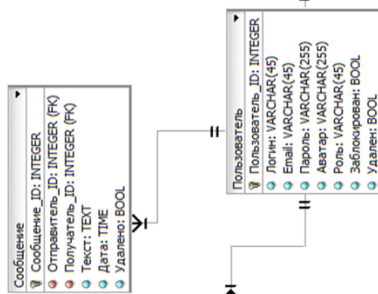 Сообщение
Сообщение_ID: INTEGER
Отправитель_ID: INTEGER (FK)
Получатель_ID: INTEGER (FK)
Текст: TEXT
Дата: TIME
Удалено: BOOL
Пользователь
Пользователь_ID: INTEGER
Логин: VARCHAR(45)
Email: VARCHAR(45)
Пароль: VARCHAR(255)
Аватар: VARCHAR(255)
Роль: VARCHAR(45)
Заблокирован: BOOL
Удален: BOOL